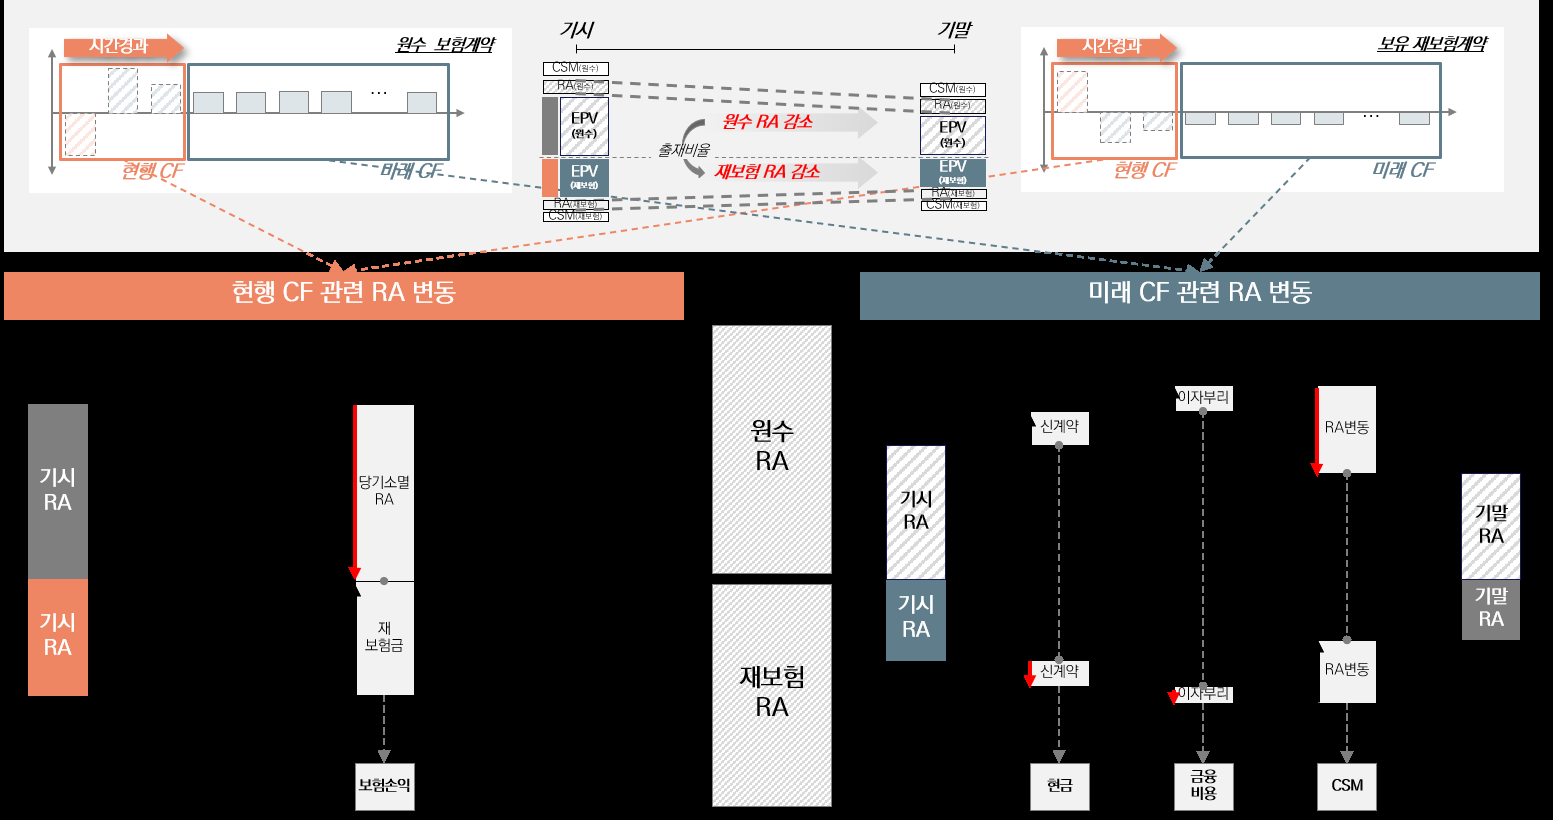 시간경과
원수 보험계약
현행 CF
미래 CF
기시
기말
CSM(원수)
RA(원수)
EPV
(원수)
EPV
(재보험)
RA(재보험)
CSM(재보험)
출재비율
원수 RA 감소
재보험 RA 감소
CSM(원수)
RA(원수)
EPV
(원수)
EPV
(재보험)
RA(재보험)
CSM(재보험)
시간경과
보유 재보험계약
현행 CF
미래 CF
현행 CF 관련 RA 변동
미래 CF 관련 RA 변동
기시
RA
기시
RA
당기소멸
RA
재
보험금
보험손익
원수
RA
재보험
RA
기시
RA
기시
RA
신계약
신계약
현금
이자부리
이자부리
금융
비용
RA변동
RA변동
CSM
기말
RA
기말
RA